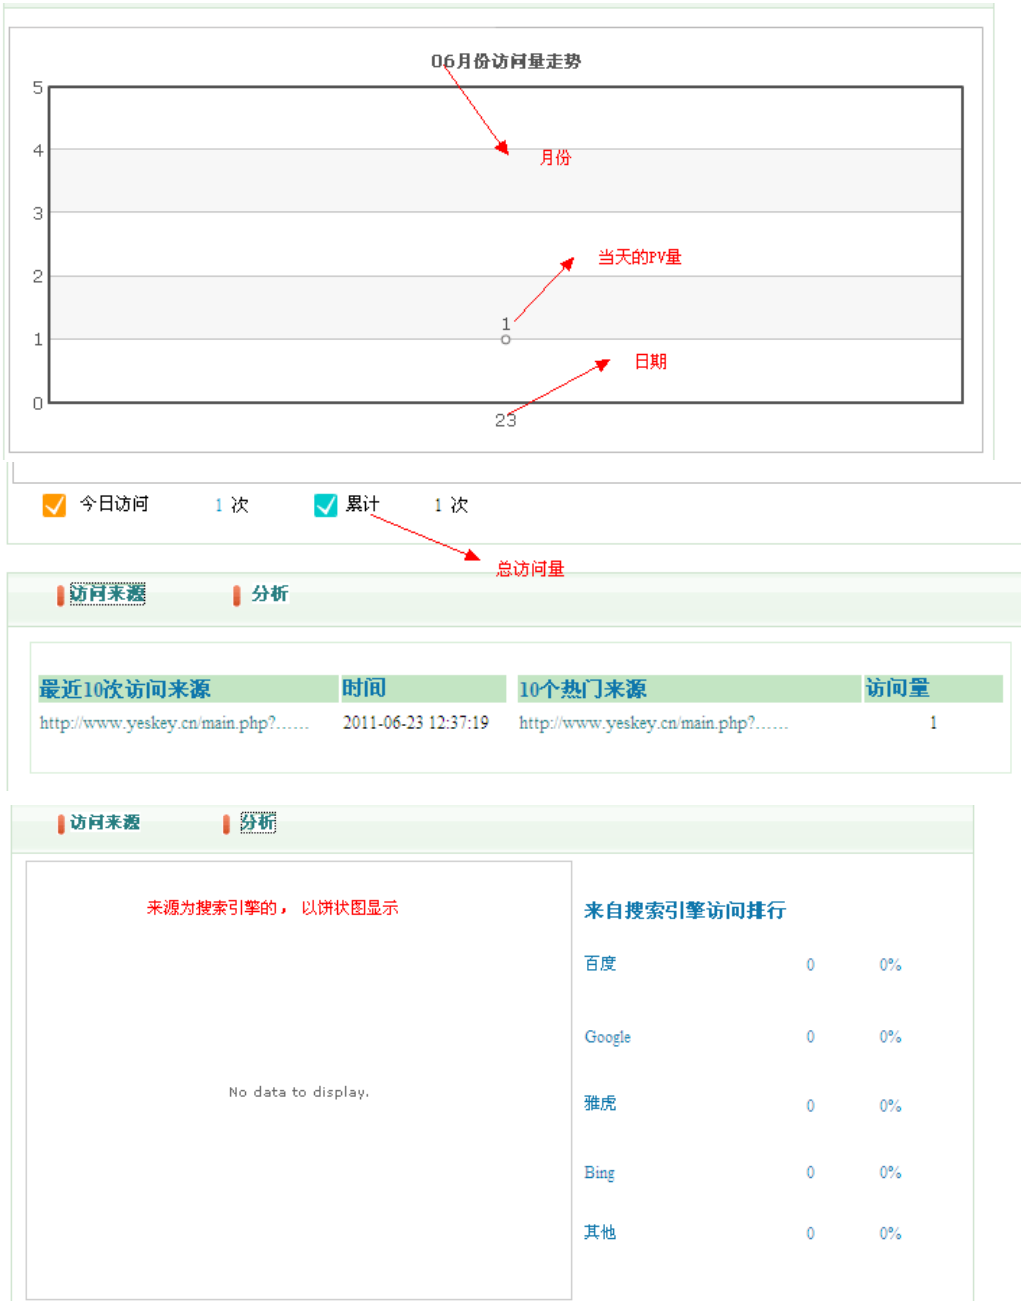 06月份访问量走势
5
4
月份
3
当天的PV量
2
1
1
日期
0
23
今日访问 1 次 累计 1 次
总访问量
访问来源 分析
最近10次访问来源 时间 10个热门来源 访问量
http://www.yeskey.cn/main.php?...... 2011-06-23 12:37:19 http://www.yeskey.cn/main.php?...... 1
访问来源 分析
来源为搜索引擎的，以饼状图显示
来自搜索引擎访问排行
百度 0 0%
Google 0 0%
No data to display.
雅虎 0 0%
Bing 0 0%
其他 0 0%